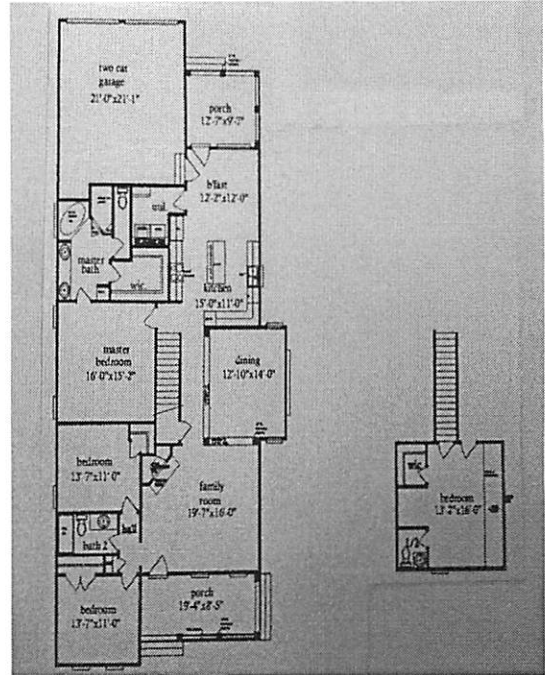 two car
garage
21'-0"x21'-1"
porch
12'-7"x9'-7"
b'fast
12'-2"x12'-0"
util.
master
bath
w.i.c.
kitchen
15'-0"x11'-0"
master
bedroom
16'-0"x15'-2"
dining
12'-10"x14'-0"
bedroom
13'-7"x11'-0"
family
room
19'-7"x16'-0"
hall
bath 2
porch
19'-4"x8'-5"
bedroom
13'-7"x11'-0"
w.i.c.
bedroom
13'-2"x16'-0"